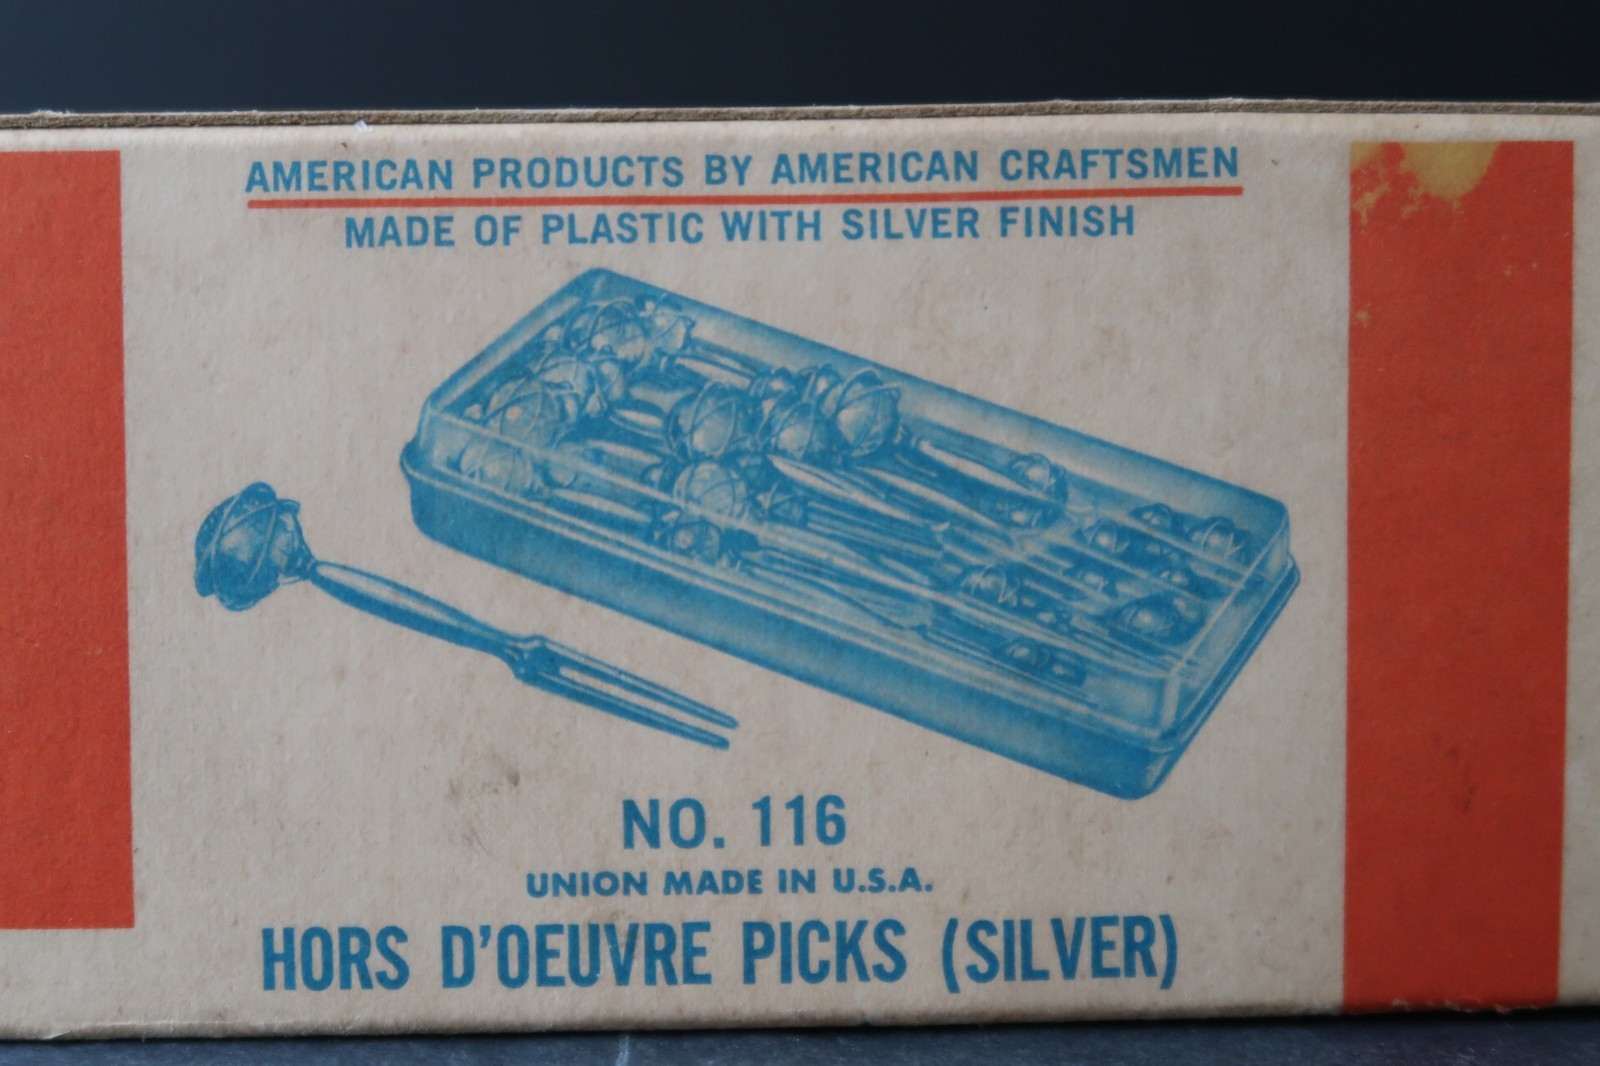 AMERICAN PRODUCTS BY AMERICAN CRAFTSMEN
MADE OF PLASTIC WITH SILVER FINISH
NO. 116
UNION MADE IN U.S.A.
HORS D'OEUVRE PICKS (SILVER)